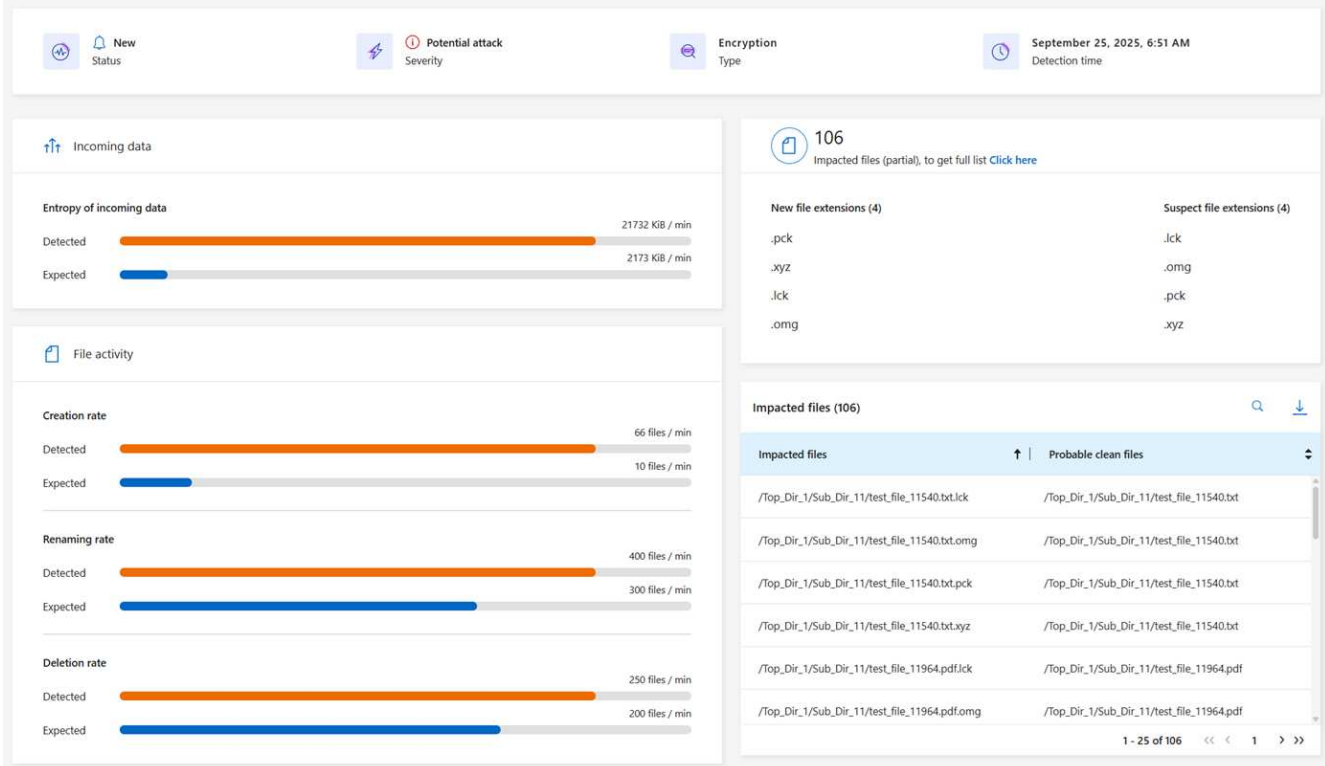 New
Status
Potential attack
Severity
Encryption
Type
September 25, 2025, 6:51 AM
Detection time
Incoming data
Entropy of incoming data
21732 KiB / min
Detected
2173 KiB / min
Expected
File activity
Creation rate
66 files / min
Detected
10 files / min
Expected
Renaming rate
400 files / min
Detected
300 files / min
Expected
Deletion rate
250 files / min
Detected
200 files / min
Expected
106
Impacted files (partial), to get full list Click here
New file extensions (4) Suspect file extensions (4)
.pck .lck
.xyz .omg
.lck .pck
.omg .xyz
Impacted files (106)
Impacted files Probable clean files
/Top_Dir_1/Sub_Dir_11/test_file_11540.txt.lck /Top_Dir_1/Sub_Dir_11/test_file_11540.txt
/Top_Dir_1/Sub_Dir_11/test_file_11540.txt.omg /Top_Dir_1/Sub_Dir_11/test_file_11540.txt
/Top_Dir_1/Sub_Dir_11/test_file_11540.txt.pck /Top_Dir_1/Sub_Dir_11/test_file_11540.txt
/Top_Dir_1/Sub_Dir_11/test_file_11540.txt.xyz /Top_Dir_1/Sub_Dir_11/test_file_11540.txt
/Top_Dir_1/Sub_Dir_11/test_file_11964.pdf.lck /Top_Dir_1/Sub_Dir_11/test_file_11964.pdf
/Top_Dir_1/Sub_Dir_11/test_file_11964.pdf.omg /Top_Dir_1/Sub_Dir_11/test_file_11964.pdf
1 - 25 of 106 << < 1 > >>